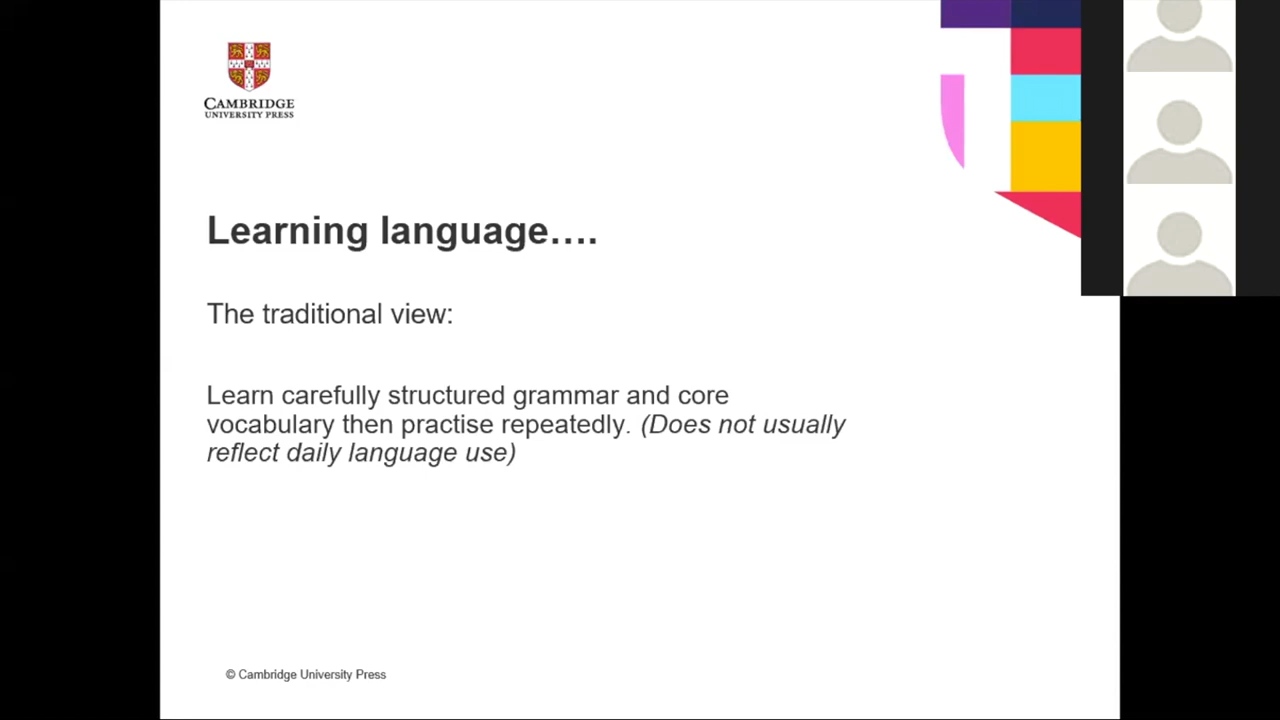 CAMBRIDGE
UNIVERSITY PRESS
Learning language….
The traditional view:
Learn carefully structured grammar and core
vocabulary then practise repeatedly. (Does not usually
reflect daily language use)
© Cambridge University Press